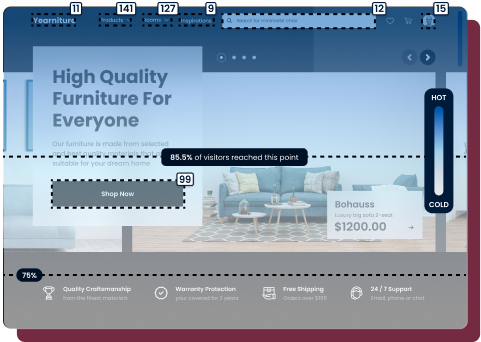 11 141 127 9 12 15
Yearniture Products Rooms Inspirations Search for minimalist chair
HOT
COLD
High Quality
Furniture For
Everyone
Our furniture is made from selected
and best quality materials that are
suitable for your dream home
85.5% of visitors reached this point
99
Shop Now
Bohauss
Luxury big sofa 2-seat
$1200.00
75%
Quality Craftsmanship
from the finest materials
Warranty Protection
your covered for 2 years
Free Shipping
Orders over $100
24 / 7 Support
Email, phone or chat